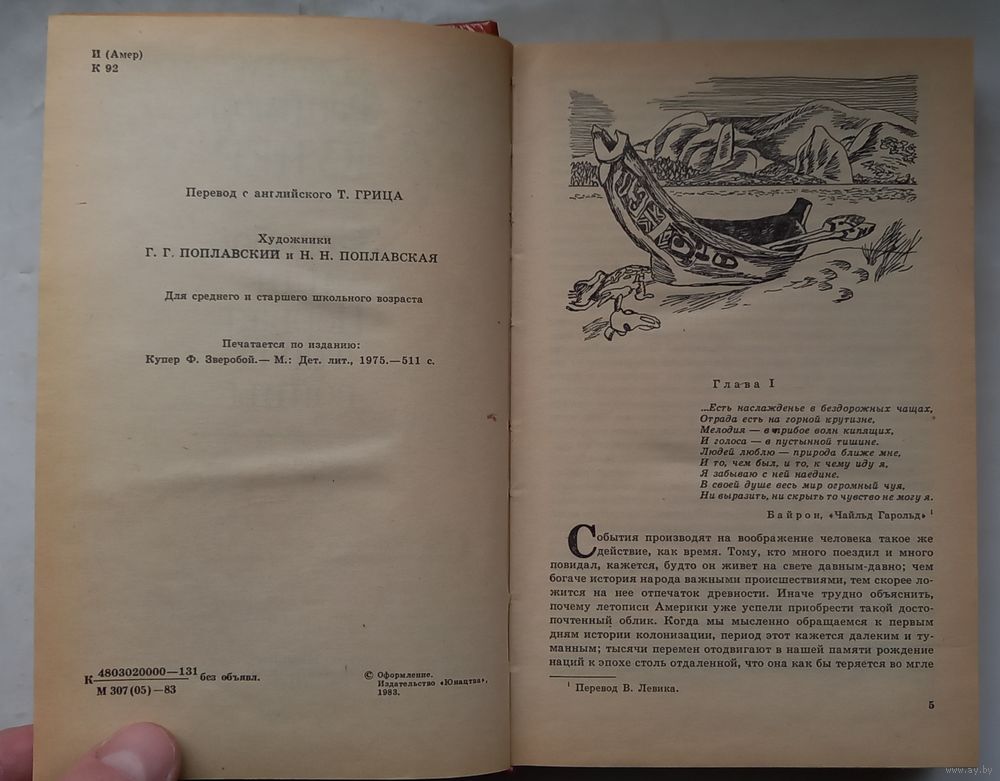 И (Амер)
К 92
Перевод с английского Т. ГРИЦА
Художники
Г. Г. ПОПЛАВСКИЙ и Н. Н. ПОПЛАВСКАЯ
Для среднего и старшего школьного возраста
Печатается по изданию:
Купер Ф. Зверобой.— М.: Дет. лит., 1975.—511 с.
К 4803020000—131 без объявл.
М 307(05)—83
© Оформление.
Издательство «Юнацтва»,
1983.
Глава I
...Есть наслажденье в бездорожных чащах,
Отрада есть на горной крутизне,
Мелодия — в прибое волн кипящих,
И голоса — в пустынной тишине.
Людей люблю — природа ближе мне,
И то, чем был, и то, к чему иду я,
Я забываю с ней наедине.
В своей душе весь мир огромный чуя,
Ни выразить, ни скрыть то чувство не могу я.
Байрон, «Чайльд Гарольд» ¹
События производят на воображение человека такое же
действие, как время. Тому, кто много поездил и много
повидал, кажется, будто он живет на свете давным-давно; чем
богаче история народа важными происшествиями, тем скорее ло-
жится на нее отпечаток древности. Иначе трудно объяснить,
почему летописи Америки уже успели приобрести такой досто-
почтенный облик. Когда мы мысленно обращаемся к первым
дням истории колонизации, период этот кажется далеким и ту-
манным; тысячи перемен отодвигают в нашей памяти рождение
наций к эпохе столь отдаленной, что она как бы теряется во мгле
¹ Перевод В. Левика.
5
www.ay.by